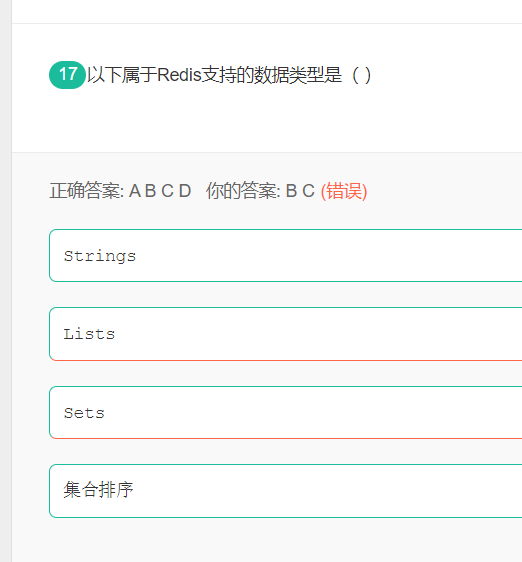 17 以下属于Redis支持的数据类型是（ ）
正确答案: A B C D 你的答案: B C (错误)
Strings
Lists
Sets
集合排序